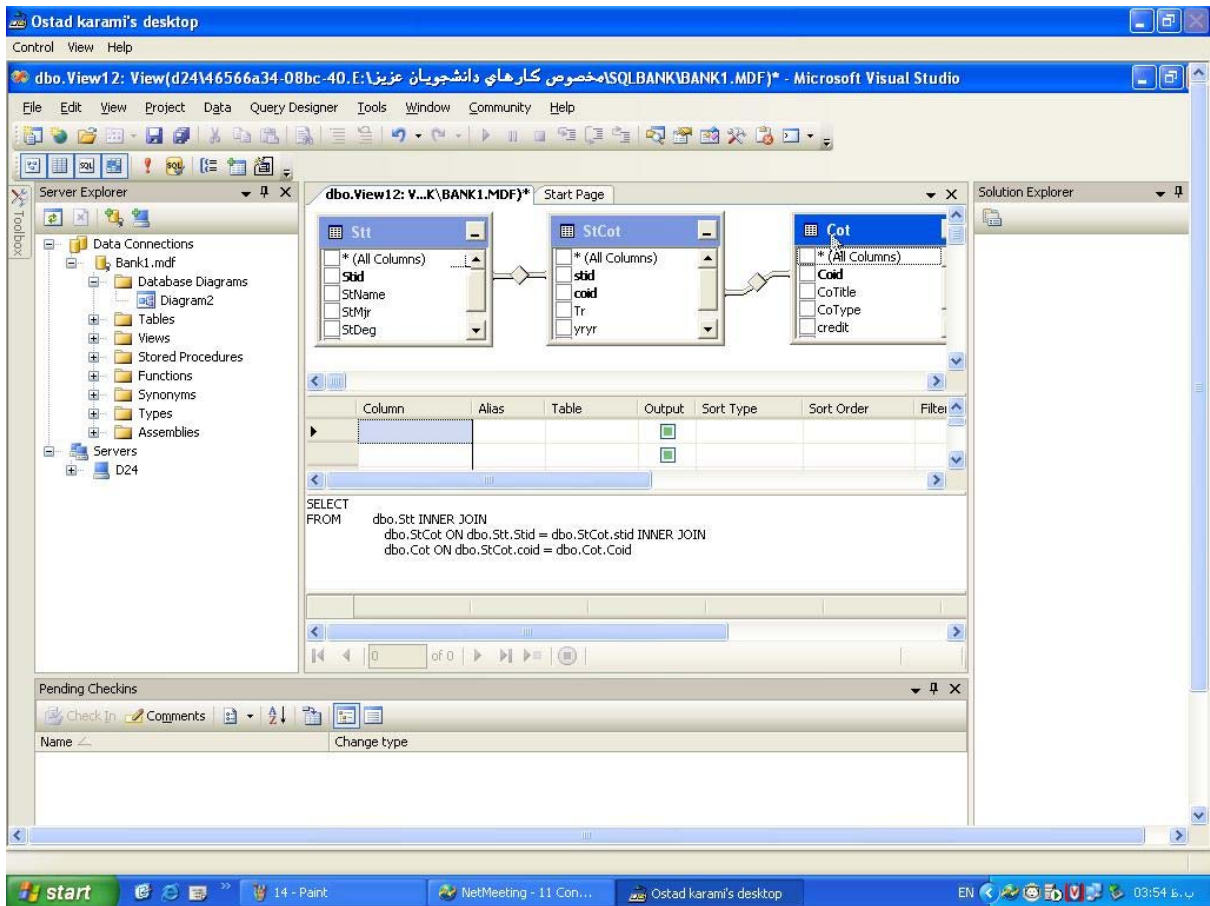 Ostad karami's desktop
Control View Help
dbo.View12: View(d24\46566a34-08bc-40.E:\مخصوص کارهاي دانشجويان عزيز\SQLBANK\BANK1.MDF)* - Microsoft Visual Studio
File Edit View Project Data Query Designer Tools Window Community Help
Server Explorer
Toolbox
Data Connections
Bank1.mdf
Database Diagrams
Diagram2
Tables
Views
Stored Procedures
Functions
Synonyms
Types
Assemblies
Servers
D24
dbo.View12: V...K\BANK1.MDF)* Start Page
Stt
* (All Columns)
Stid
StName
StMjr
StDeg
StCot
* (All Columns)
stid
coid
Tr
yryr
Cot
* (All Columns)
Coid
CoTitle
CoType
credit
Column Alias Table Output Sort Type Sort Order Filter
SELECT
FROM dbo.Stt INNER JOIN
dbo.StCot ON dbo.Stt.Stid = dbo.StCot.stid INNER JOIN
dbo.Cot ON dbo.StCot.coid = dbo.Cot.Coid
0 of 0
Solution Explorer
Pending Checkins
Check In Comments
Name Change type
start 14 - Paint NetMeeting - 11 Con... Ostad karami's desktop EN 03:54 ب.ظ